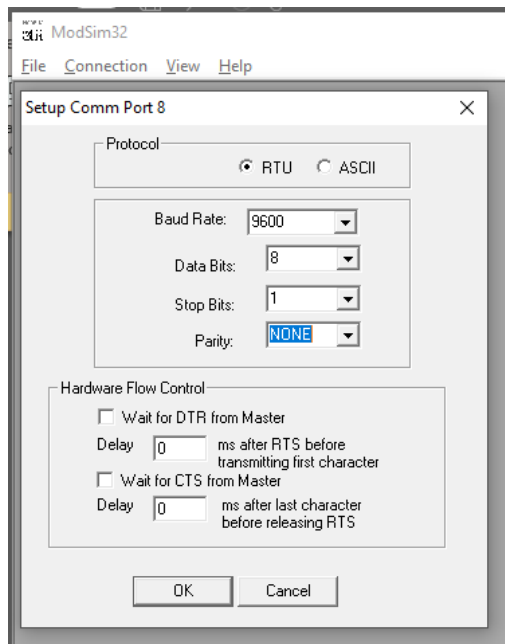 ModSim32
File Connection View Help
Setup Comm Port 8
Protocol
RTU ASCII
Baud Rate: 9600
Data Bits: 8
Stop Bits: 1
Parity: NONE
Hardware Flow Control
Wait for DTR from Master
Delay 0 ms after RTS before
transmitting first character
Wait for CTS from Master
Delay 0 ms after last character
before releasing RTS
OK Cancel